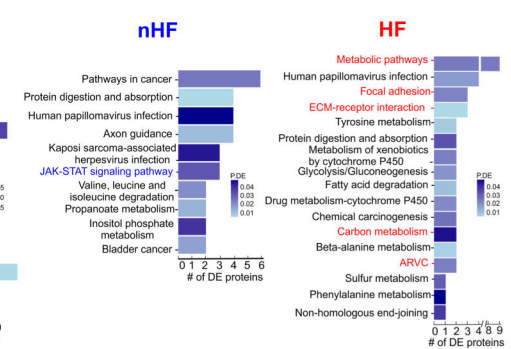 nHF
Pathways in cancer
Protein digestion and absorption
Human papillomavirus infection
Axon guidance
Kaposi sarcoma-associated
herpesvirus infection
JAK-STAT signaling pathway
Valine, leucine and
isoleucine degradation
Propanoate metabolism
Inositol phosphate
metabolism
Bladder cancer
0 1 2 3 4 5 6
# of DE proteins
P.DE
0.04
0.03
0.02
0.01
HF
Metabolic pathways
Human papillomavirus infection
Focal adhesion
ECM-receptor interaction
Tyrosine metabolism
Protein digestion and absorption
Metabolism of xenobiotics
by cytochrome P450
Glycolysis/Gluconeogenesis
Fatty acid degradation
Drug metabolism-cytochrome P450
Chemical carcinogenesis
Carbon metabolism
Beta-alanine metabolism
ARVC
Sulfur metabolism
Phenylalanine metabolism
Non-homologous end-joining
0 1 2 3 4 8 9
# of DE proteins
P.DE
0.04
0.03
0.02
0.01